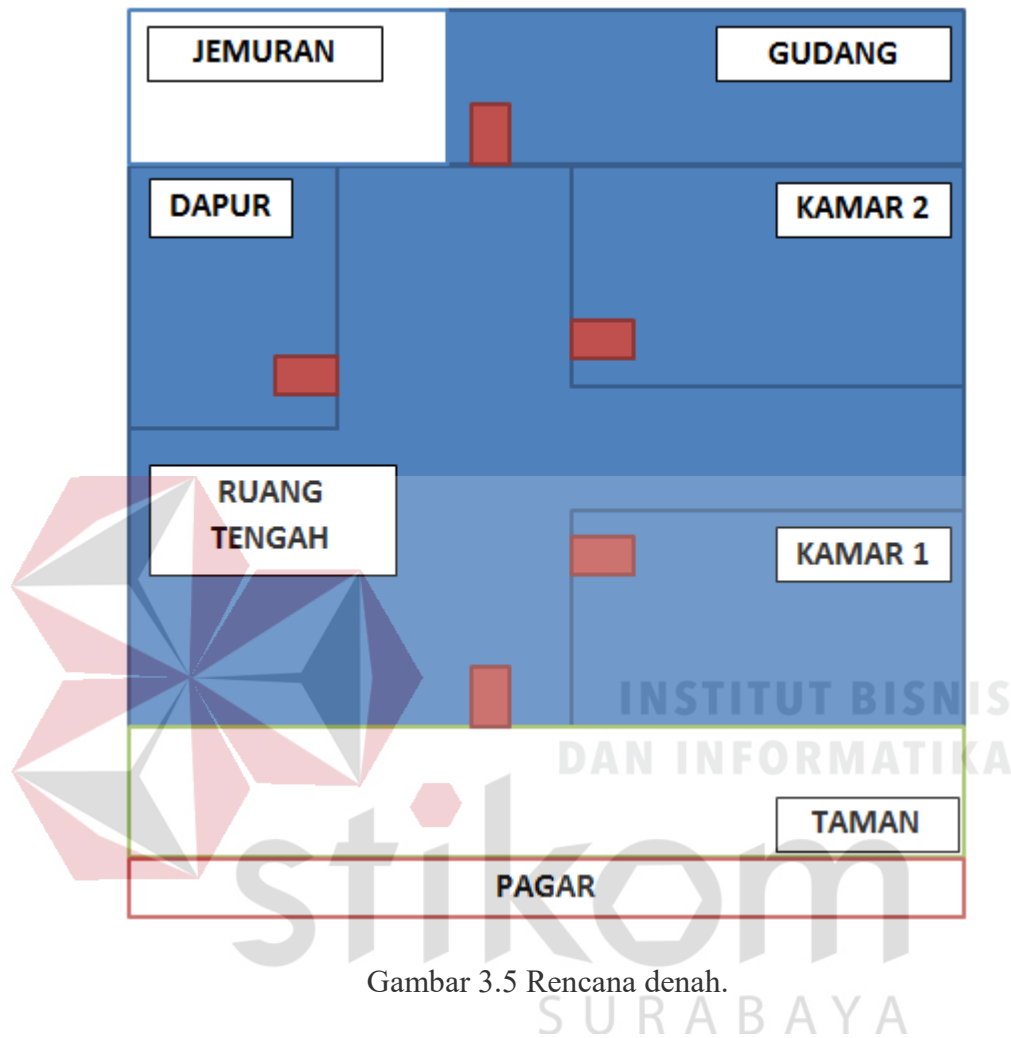 JEMURAN
GUDANG
DAPUR
KAMAR 2
RUANG
TENGAH
KAMAR 1
INSTITUT BISNIS
DAN INFORMATIKA
stikom
TAMAN
PAGAR
Gambar 3.5 Rencana denah.
SURABAYA